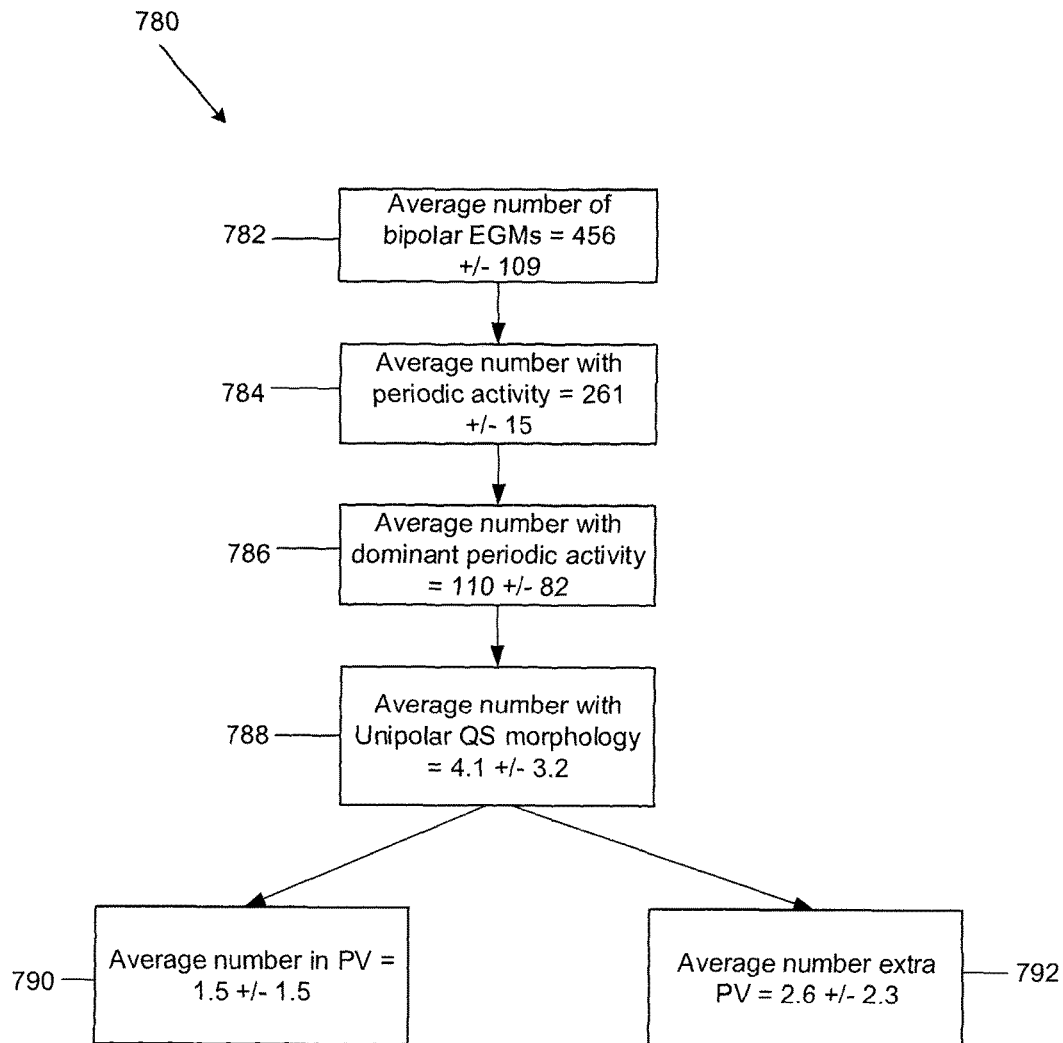 780
782
Average number of
bipolar EGMs = 456
+/- 109
784
Average number with
periodic activity = 261
+/- 15
786
Average number with
dominant periodic activity
= 110 +/- 82
788
Average number with
Unipolar QS morphology
= 4.1 +/- 3.2
790
Average number in PV =
1.5 +/- 1.5
Average number extra
PV = 2.6 +/- 2.3
792